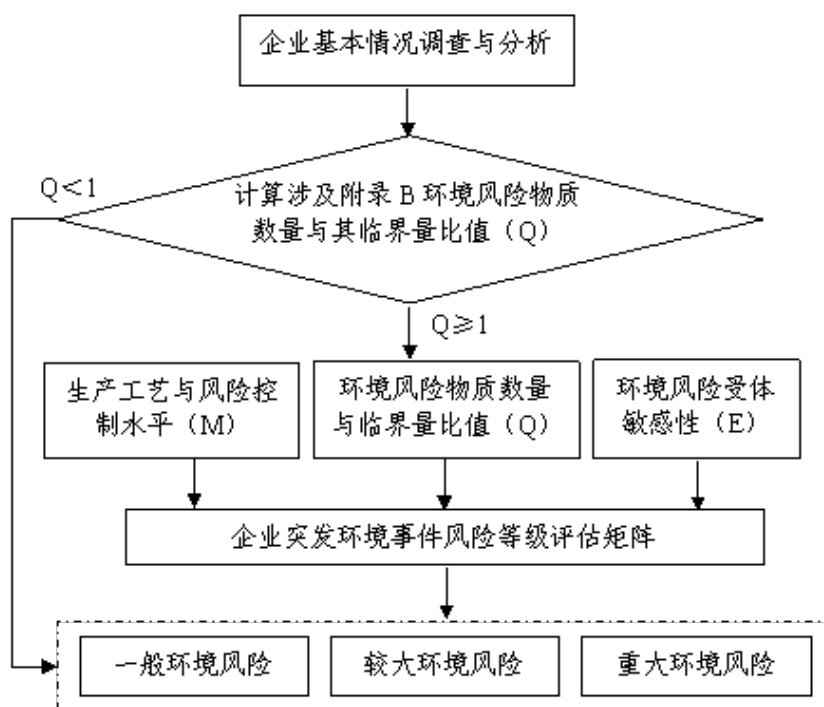 企业基本情况调查与分析
Q＜1
计算涉及附录 B 环境风险物质
数量与其临界量比值（Q）
Q≥1
生产工艺与风险控
制水平（M）
环境风险物质数量
与临界量比值（Q）
环境风险受体
敏感性（E）
企业突发环境事件风险等级评估矩阵
一般环境风险
较大环境风险
重大环境风险